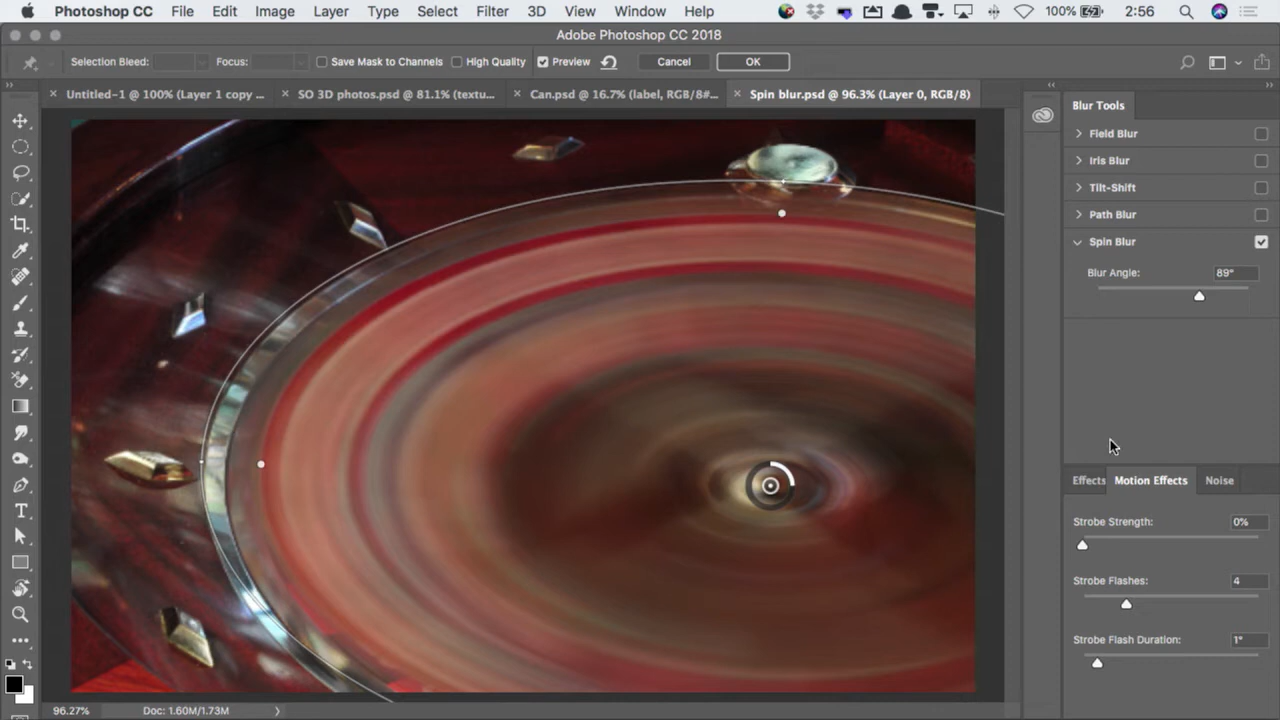 Photoshop CC File Edit Image Layer Type Select Filter 3D View Window Help 100% 2:56
Adobe Photoshop CC 2018
Selection Bleed: Focus: Save Mask to Channels High Quality Preview Cancel OK
Untitled-1 @ 100% (Layer 1 copy ... SO 3D photos.psd @ 81.1% (textu... Can.psd @ 16.7% (label, RGB/8#... Spin blur.psd @ 96.3% (Layer 0, RGB/8)
Blur Tools
Field Blur
Iris Blur
Tilt-Shift
Path Blur
Spin Blur
Blur Angle: 89°
Effects Motion Effects Noise
Strobe Strength: 0%
Strobe Flashes: 4
Strobe Flash Duration: 1°
96.27% Doc: 1.60M/1.73M